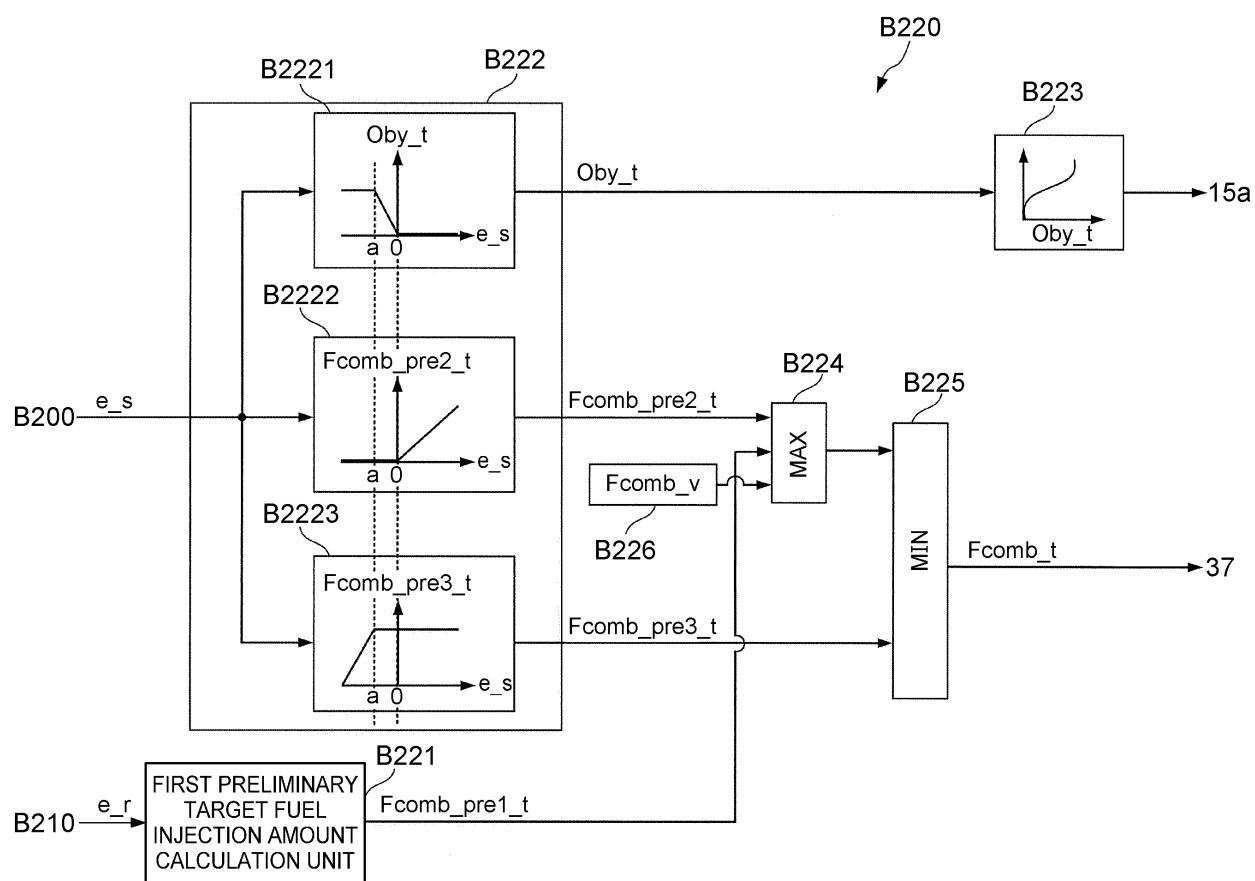 B220
B2221
B222
B223
Oby_t
e_s
a 0
Oby_t
Oby_t
15a
B2222
Fcomb_pre2_t
e_s
a 0
B200
e_s
Fcomb_pre2_t
B224
MAX
B225
MIN
Fcomb_v
B226
B2223
Fcomb_pre3_t
e_s
a 0
Fcomb_pre3_t
Fcomb_t
37
B221
B210
e_r
FIRST PRELIMINARY
TARGET FUEL
INJECTION AMOUNT
CALCULATION UNIT
Fcomb_pre1_t